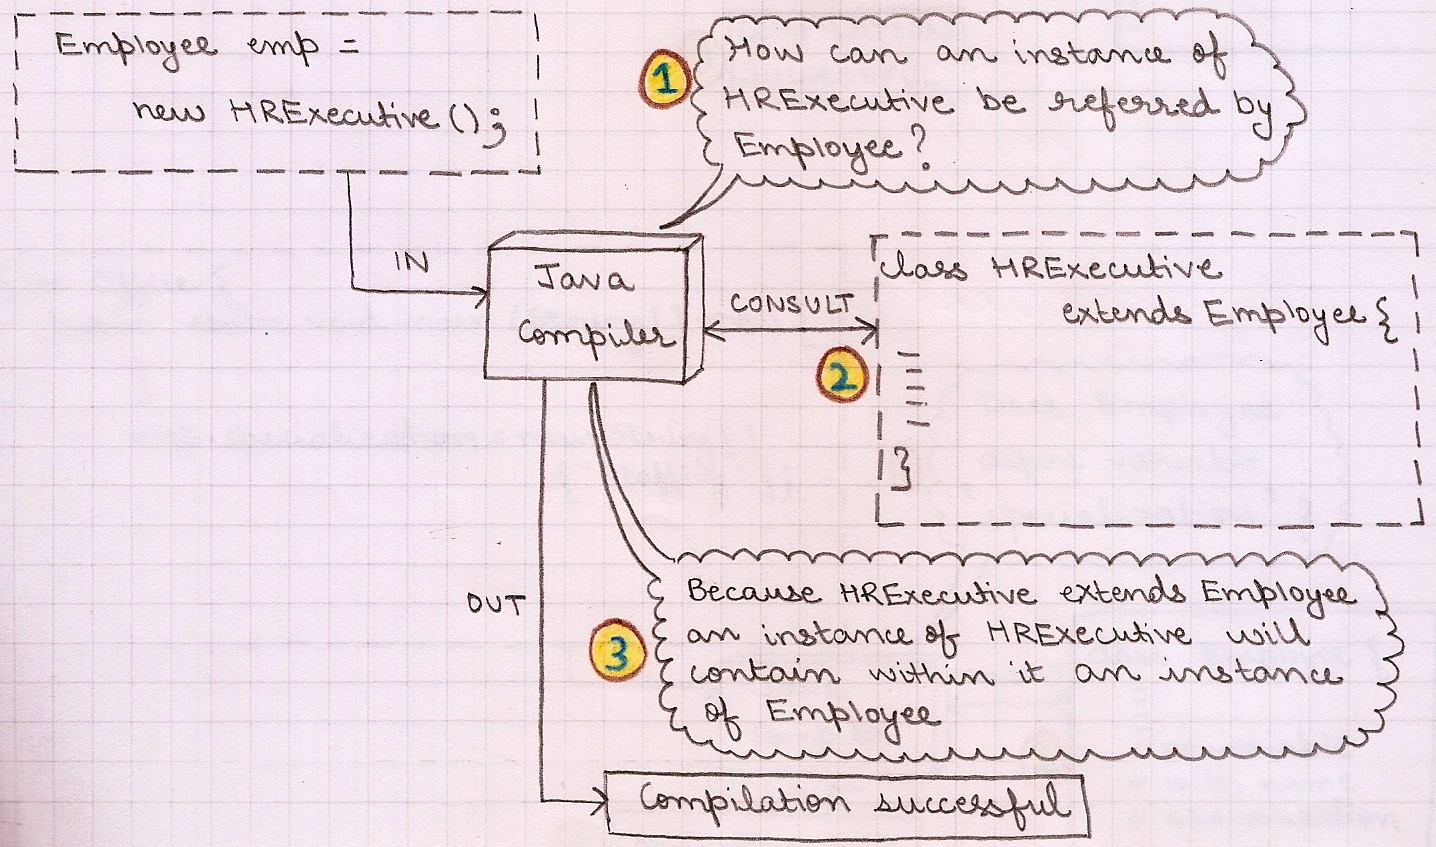 Employee emp =
new HRExecutive();
1
How can an instance of
HRExecutive be referred by
Employee?
IN
Java
Compiler
CONSULT
2
class HRExecutive
extends Employee {
}
OUT
3
Because HRExecutive extends Employee
an instance of HRExecutive will
contain within it an instance
of Employee
Compilation successful